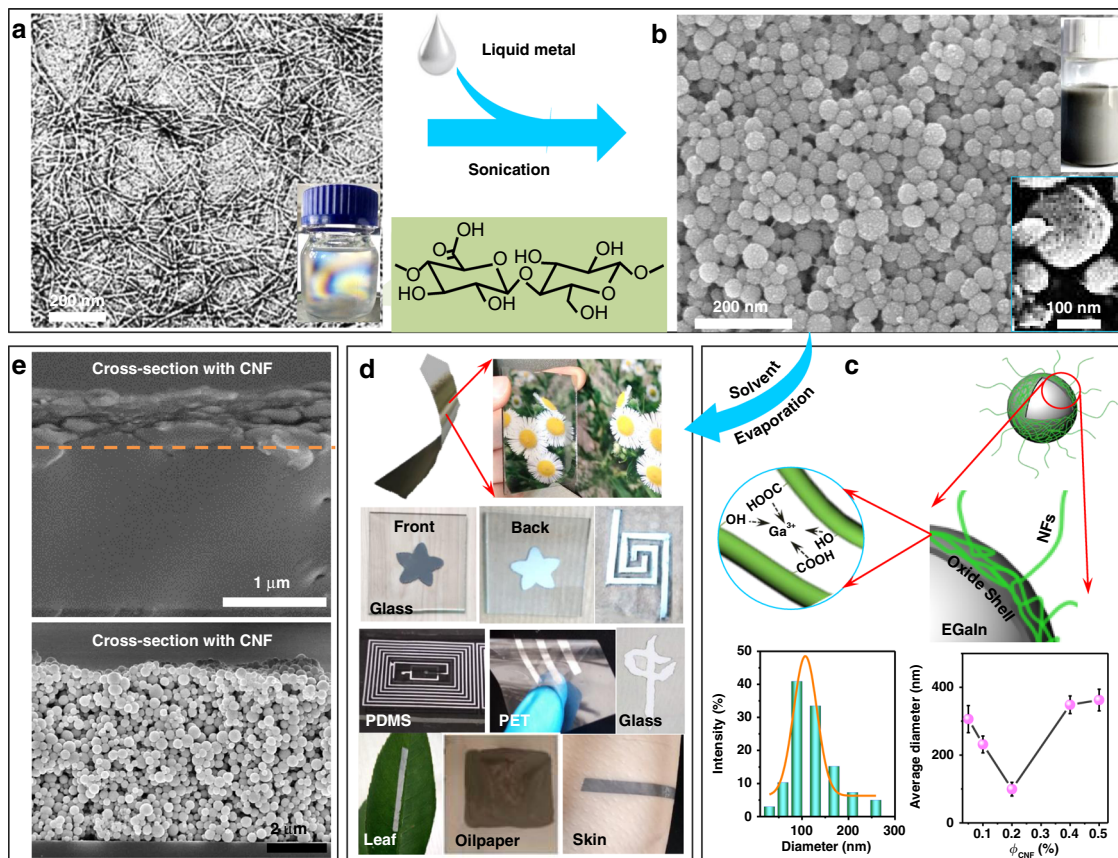 a
Liquid metal
Sonication
200 nm
O
OH
O
O
HO
OH
O
HO
OH
O
O
OH
b
200 nm
100 nm
e
Cross-section with CNF
1 μm
Cross-section with CNF
2 μm
d
Front
Back
Glass
PDMS
PET
Glass
中
Leaf
Oilpaper
Skin
Solvent
Evaporation
c
HOOC
OH
Ga³⁺
HO
COOH
NFs
Oxide Shell
EGaIn
Intensity (%)
50
40
30
20
10
0
100
200
300
Diameter (nm)
Average diameter (nm)
400
200
0
0.1
0.2
0.3
0.4
0.5
ϕCNF (%)